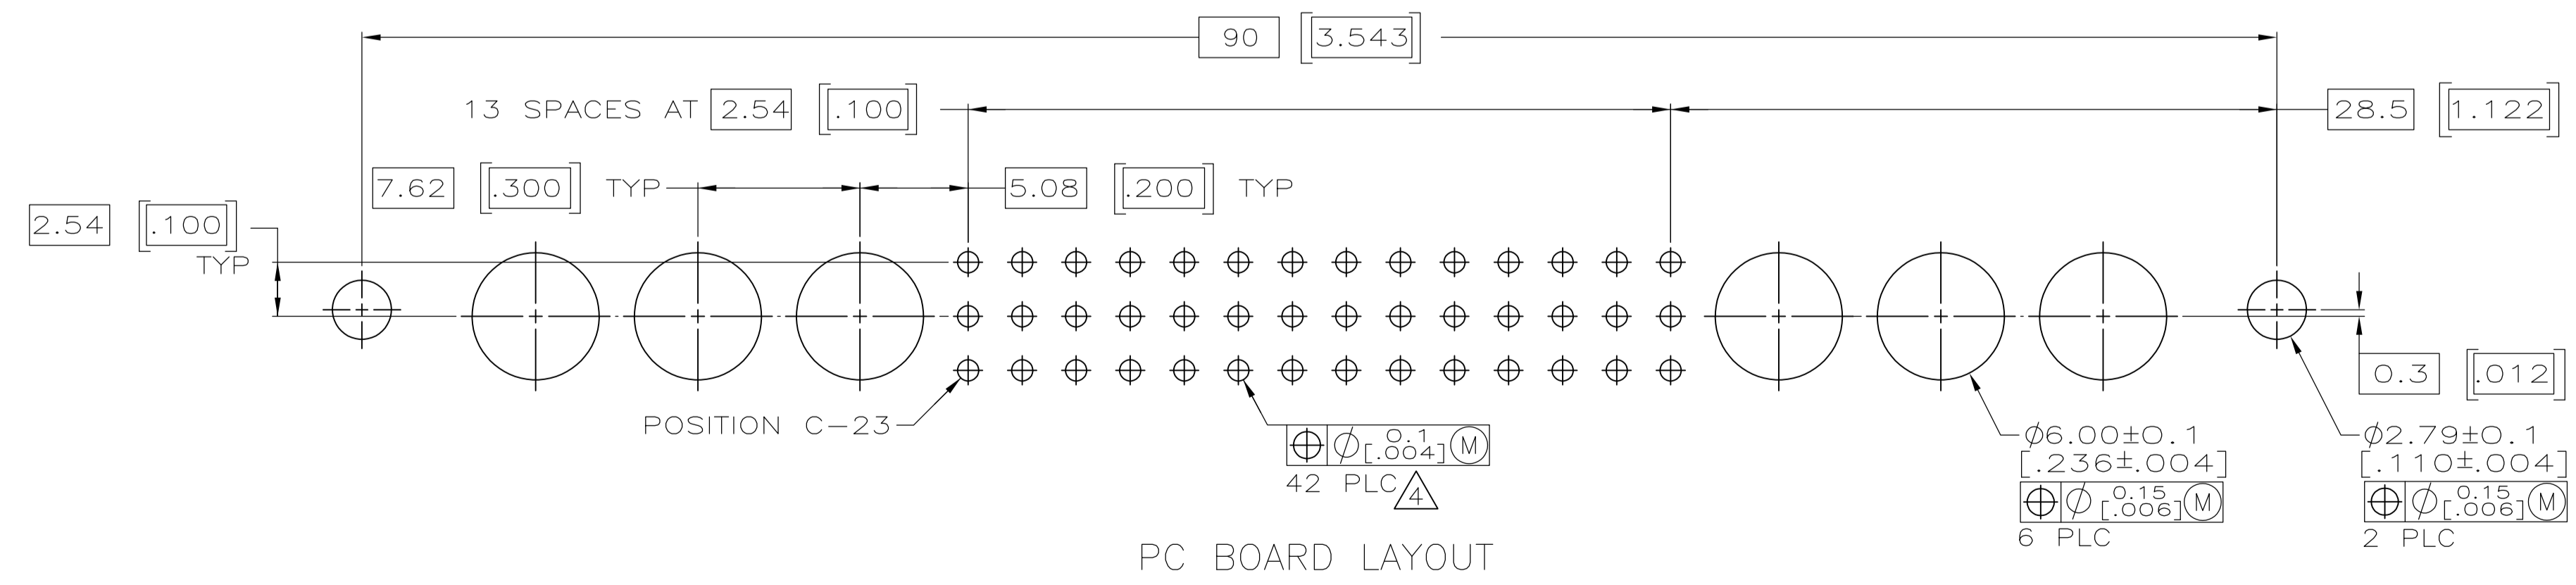 90 [3.543]
13 SPACES AT 2.54 [.100]
28.5 [1.122]
7.62 [.300] TYP
5.08 [.200] TYP
2.54 [.100]
TYP
0.3 [.012]
POSITION C-23
⌖ ⌀ 0.1 [.004] Ⓜ
42 PLC 4
⌀6.00±0.1
[.236±.004]
⌖ ⌀ 0.15 [.006] Ⓜ
6 PLC
⌀2.79±0.1
[.110±.004]
⌖ ⌀ 0.15 [.006] Ⓜ
2 PLC
PC BOARD LAYOUT